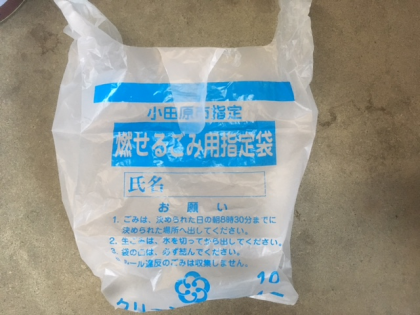 小田原市指定
燃せるごみ用指定袋
氏名
お願い
1. ごみは、決められた日の朝8時30分までに
決められた場所へ出してください。
2. 生ごみは、水を切ってから出してください。
3. 袋の口は、必ず結んでください。
ルール違反のごみは収集しません。
クリーン
10